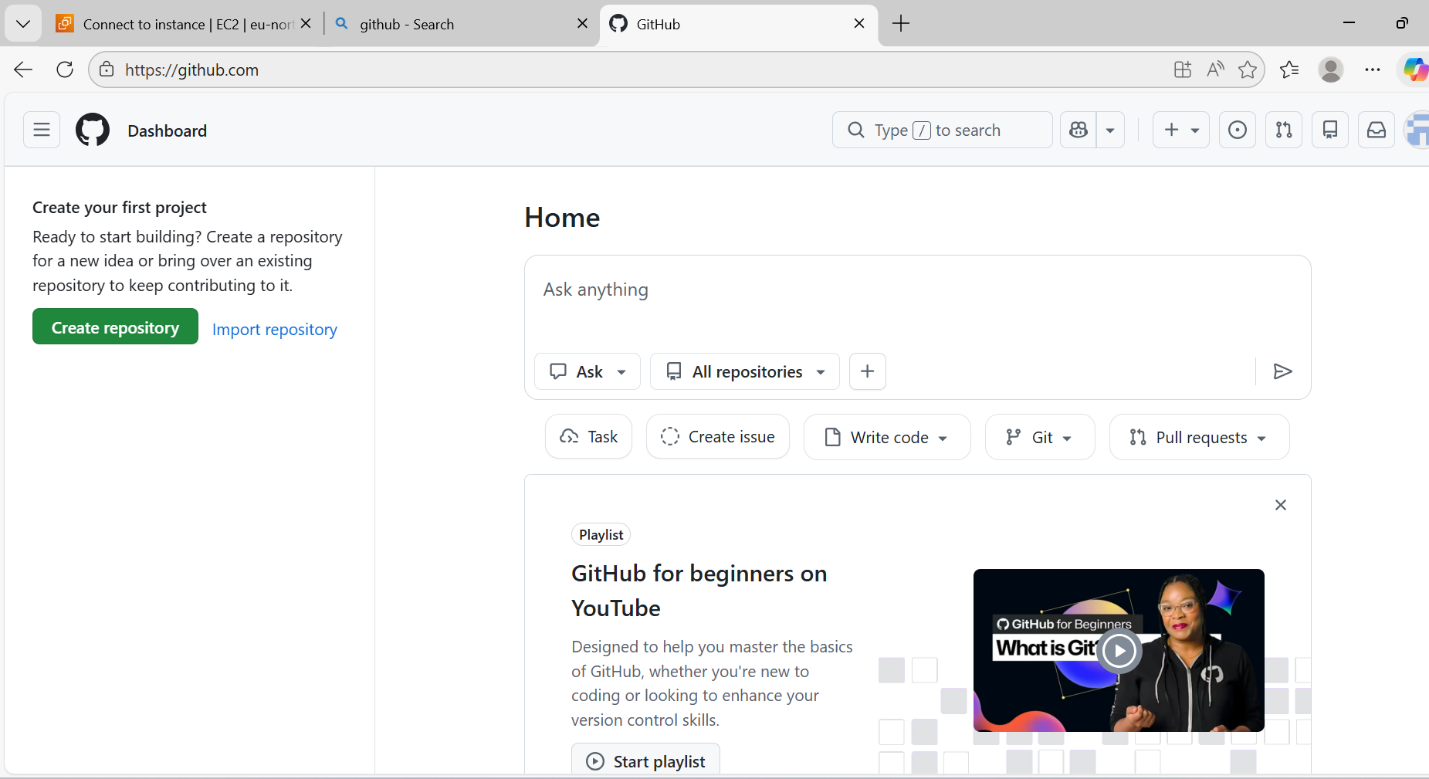 Connect to instance | EC2 | eu-nort
github - Search
GitHub
https://github.com
Dashboard
Type / to search
Create your first project
Ready to start building? Create a repository
for a new idea or bring over an existing
repository to keep contributing to it.
Create repository
Import repository
Home
Ask anything
Ask
All repositories
Task
Create issue
Write code
Git
Pull requests
Playlist
GitHub for beginners on
YouTube
Designed to help you master the basics
of GitHub, whether you're new to
coding or looking to enhance your
version control skills.
Start playlist
GitHub for Beginners
What is Git